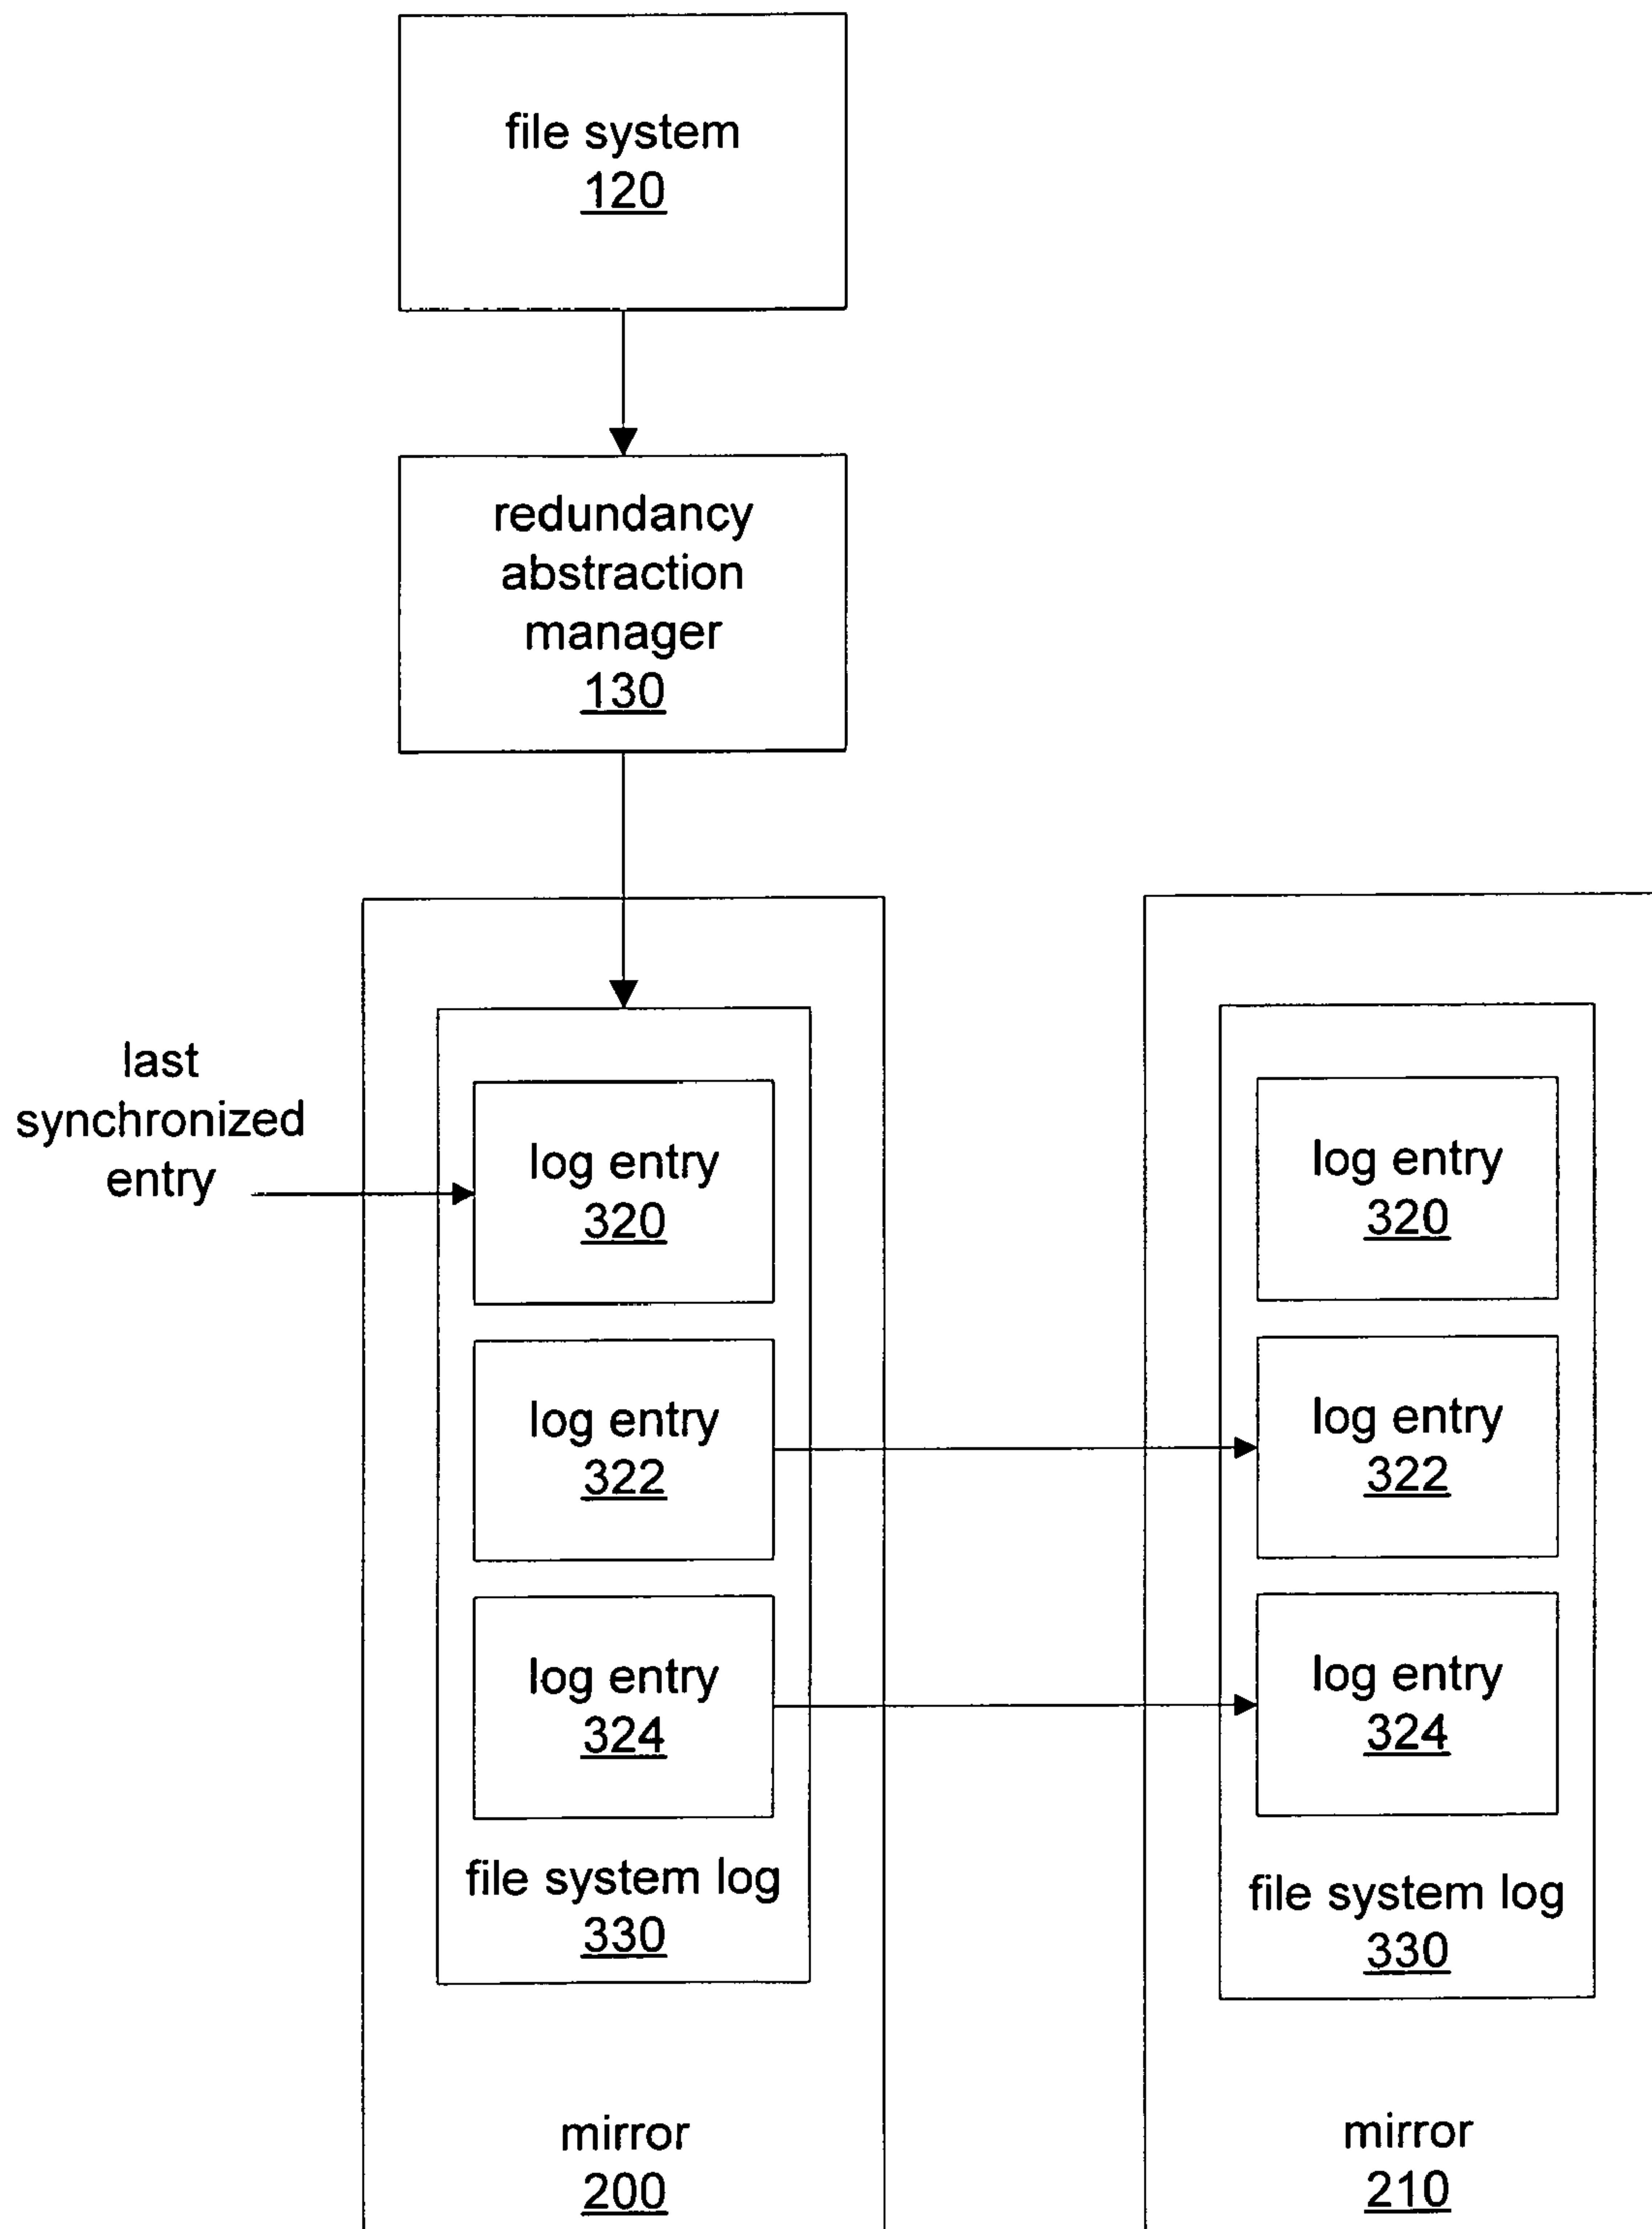 file system
120
redundancy
abstraction
manager
130
last
synchronized
entry
log entry
320
log entry
322
log entry
324
file system log
330
mirror
200
log entry
320
log entry
322
log entry
324
file system log
330
mirror
210